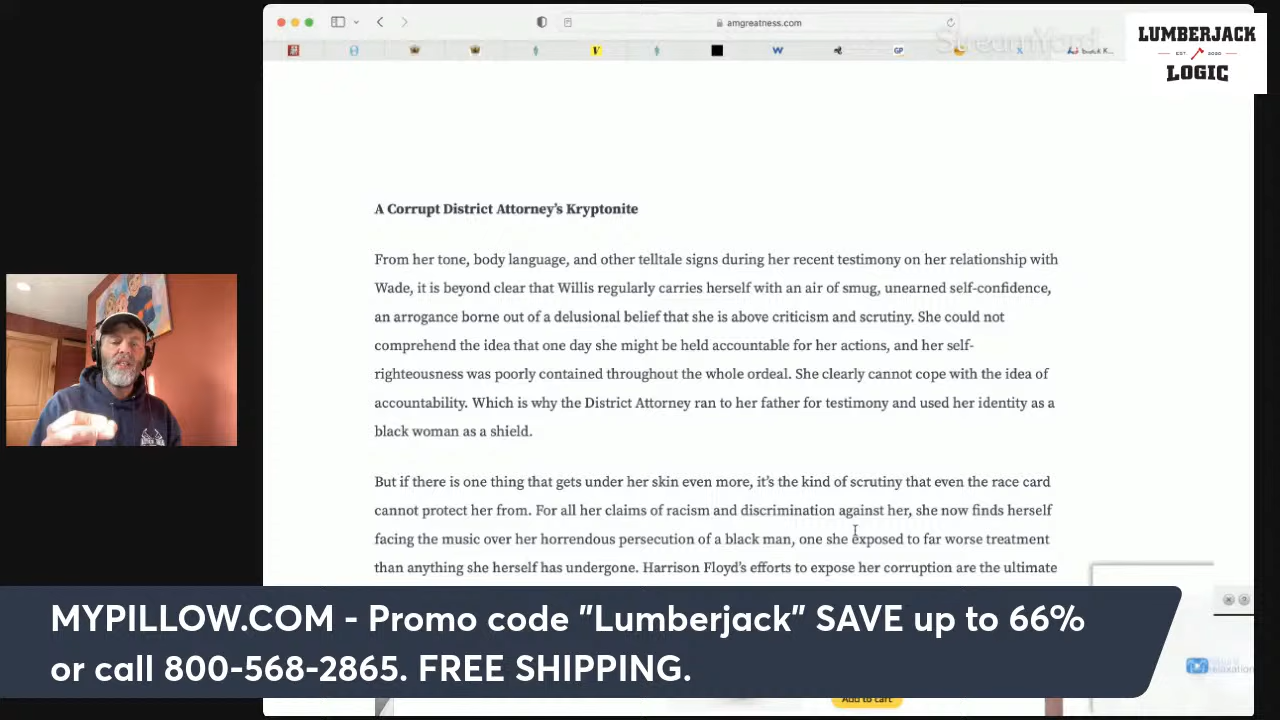 amgreatness.com
StreamYard
LUMBERJACK
EST. 2020
LOGIC
A Corrupt District Attorney's Kryptonite
From her tone, body language, and other telltale signs during her recent testimony on her relationship with
Wade, it is beyond clear that Willis regularly carries herself with an air of smug, unearned self-confidence,
an arrogance borne out of a delusional belief that she is above criticism and scrutiny. She could not
comprehend the idea that one day she might be held accountable for her actions, and her self-
righteousness was poorly contained throughout the whole ordeal. She clearly cannot cope with the idea of
accountability. Which is why the District Attorney ran to her father for testimony and used her identity as a
black woman as a shield.
But if there is one thing that gets under her skin even more, it's the kind of scrutiny that even the race card
cannot protect her from. For all her claims of racism and discrimination against her, she now finds herself
facing the music over her horrendous persecution of a black man, one she exposed to far worse treatment
than anything she herself has undergone. Harrison Floyd's efforts to expose her corruption are the ultimate
MYPILLOW.COM - Promo code "Lumberjack" SAVE up to 66%
or call 800-568-2865. FREE SHIPPING.
relaxation
Add to cart